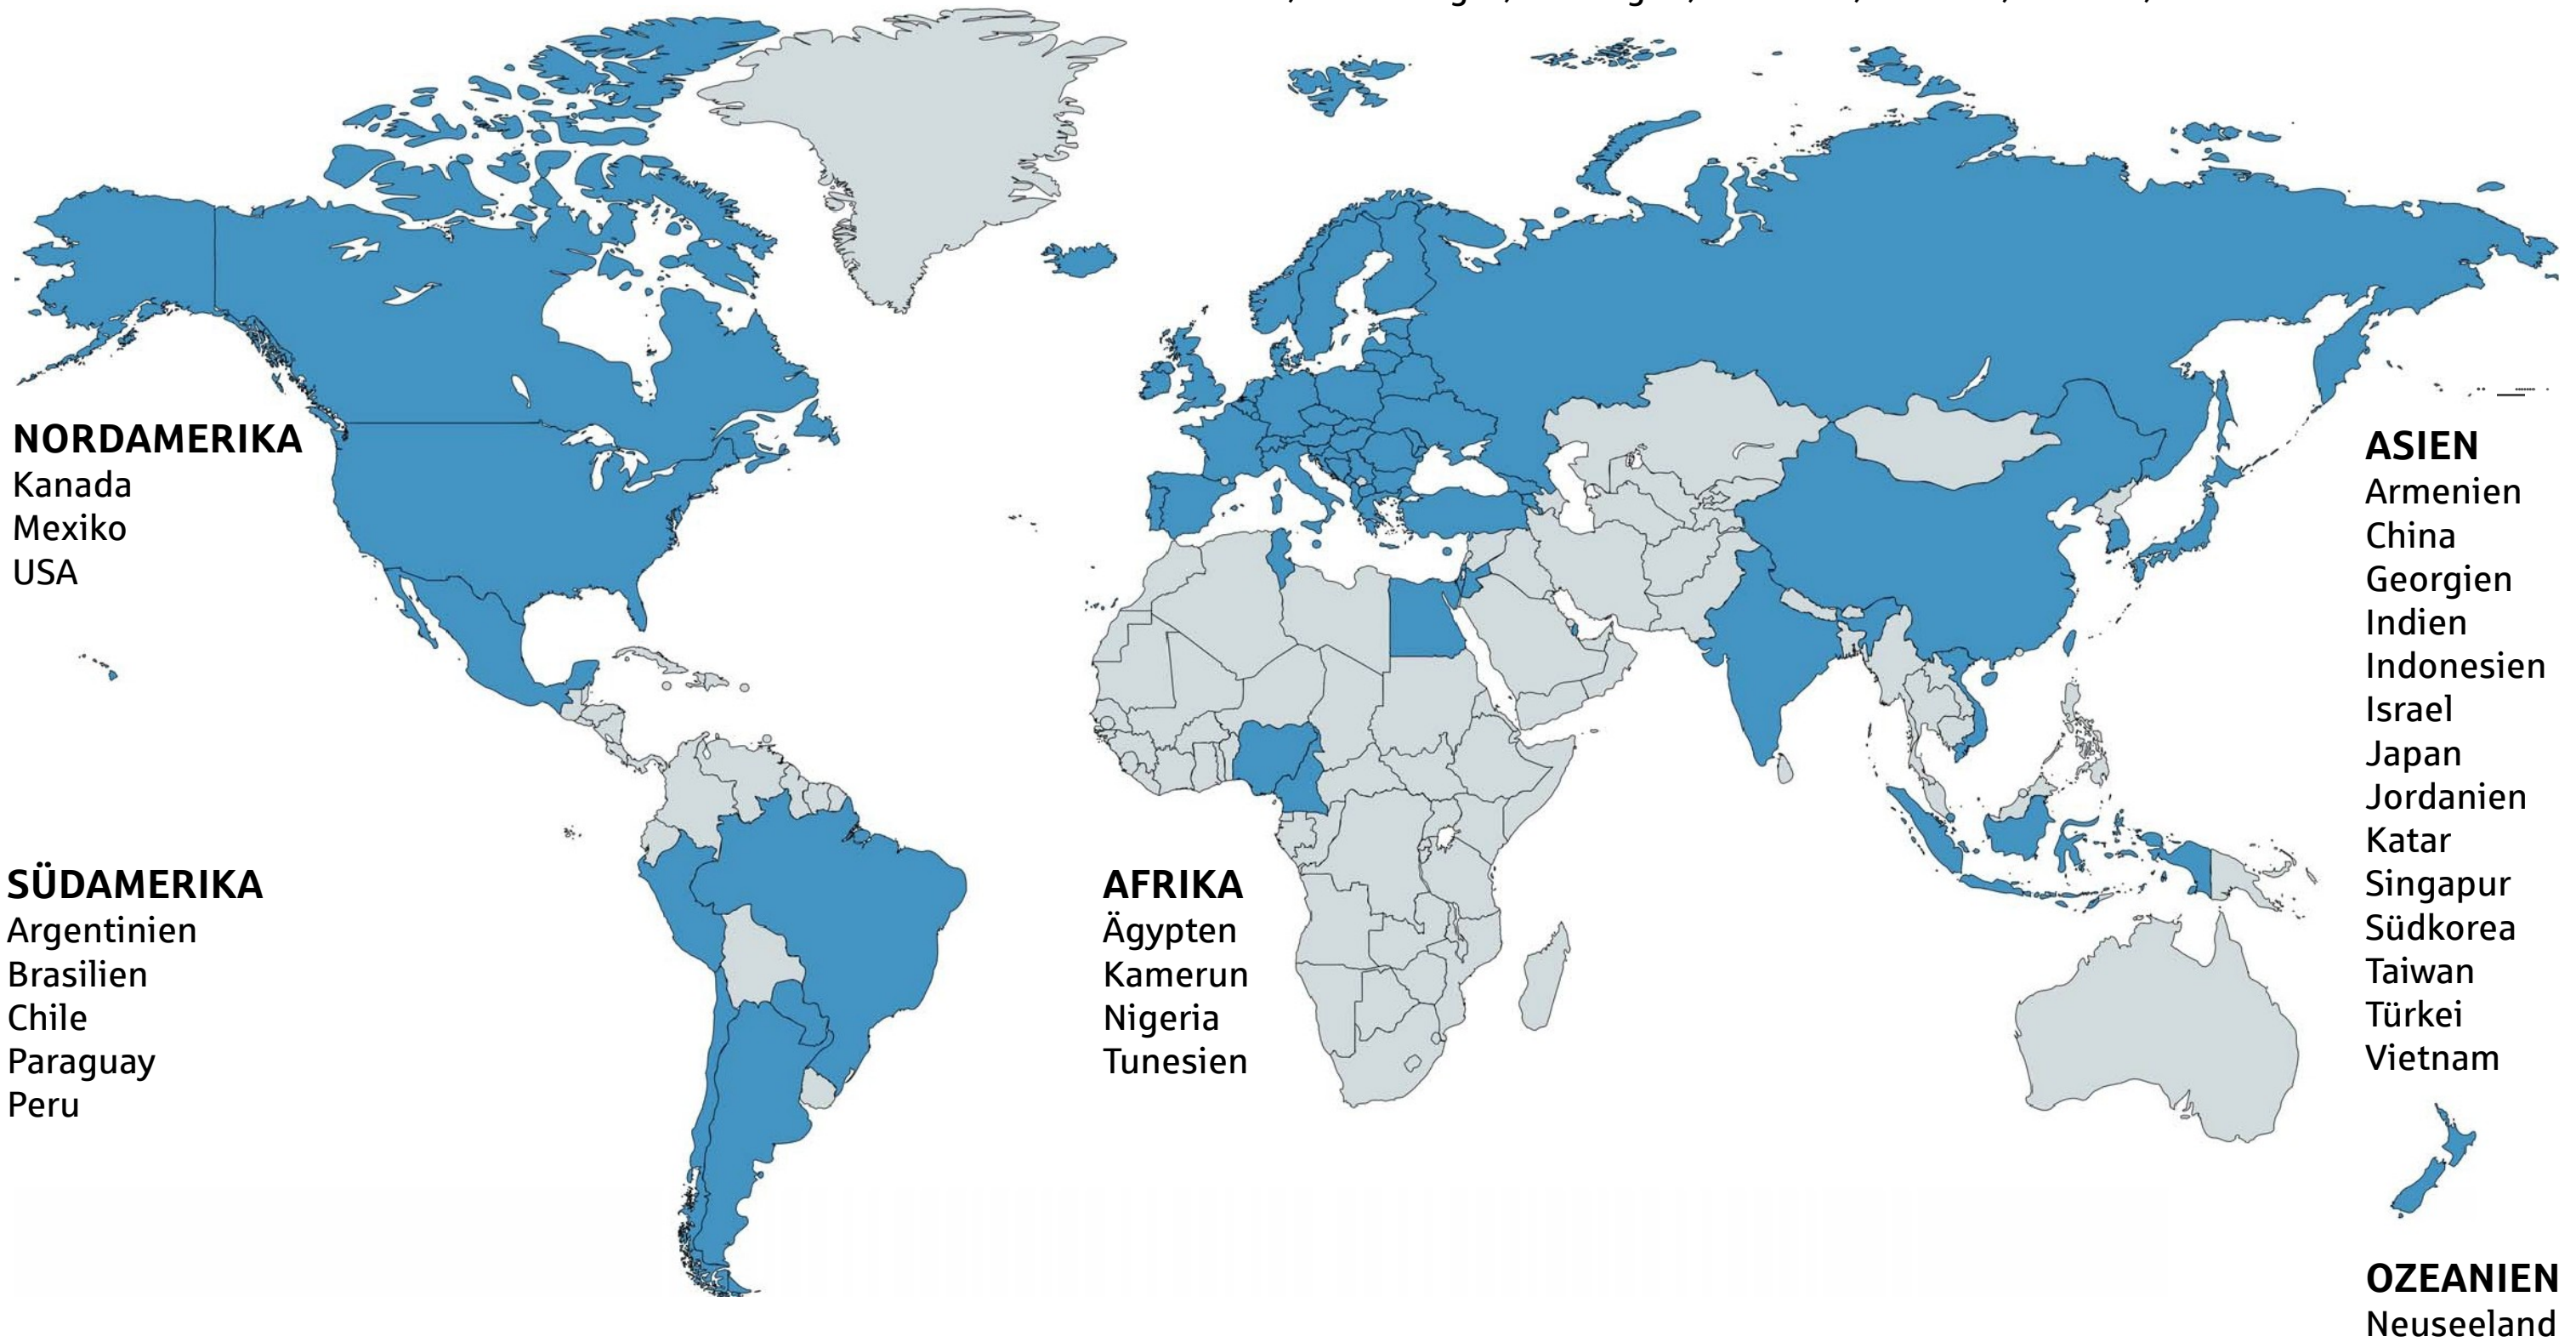 NORDAMERIKA
Kanada
Mexiko
USA
SÜDAMERIKA
Argentinien
Brasilien
Chile
Paraguay
Peru
AFRIKA
Ägypten
Kamerun
Nigeria
Tunesien
ASIEN
Armenien
China
Georgien
Indien
Indonesien
Israel
Japan
Jordanien
Katar
Singapur
Südkorea
Taiwan
Türkei
Vietnam
OZEANIEN
Neuseeland